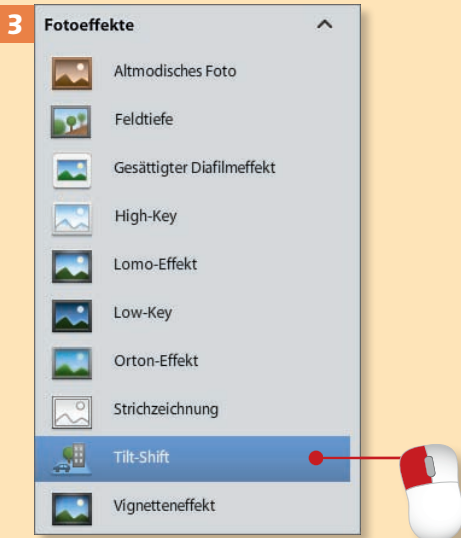 3
Fotoeffekte
Altmodisches Foto
Feldtiefe
Gesättigter Diafilmeffekt
High-Key
Lomo-Effekt
Low-Key
Orton-Effekt
Strichzeichnung
Tilt-Shift
Vignetteneffekt